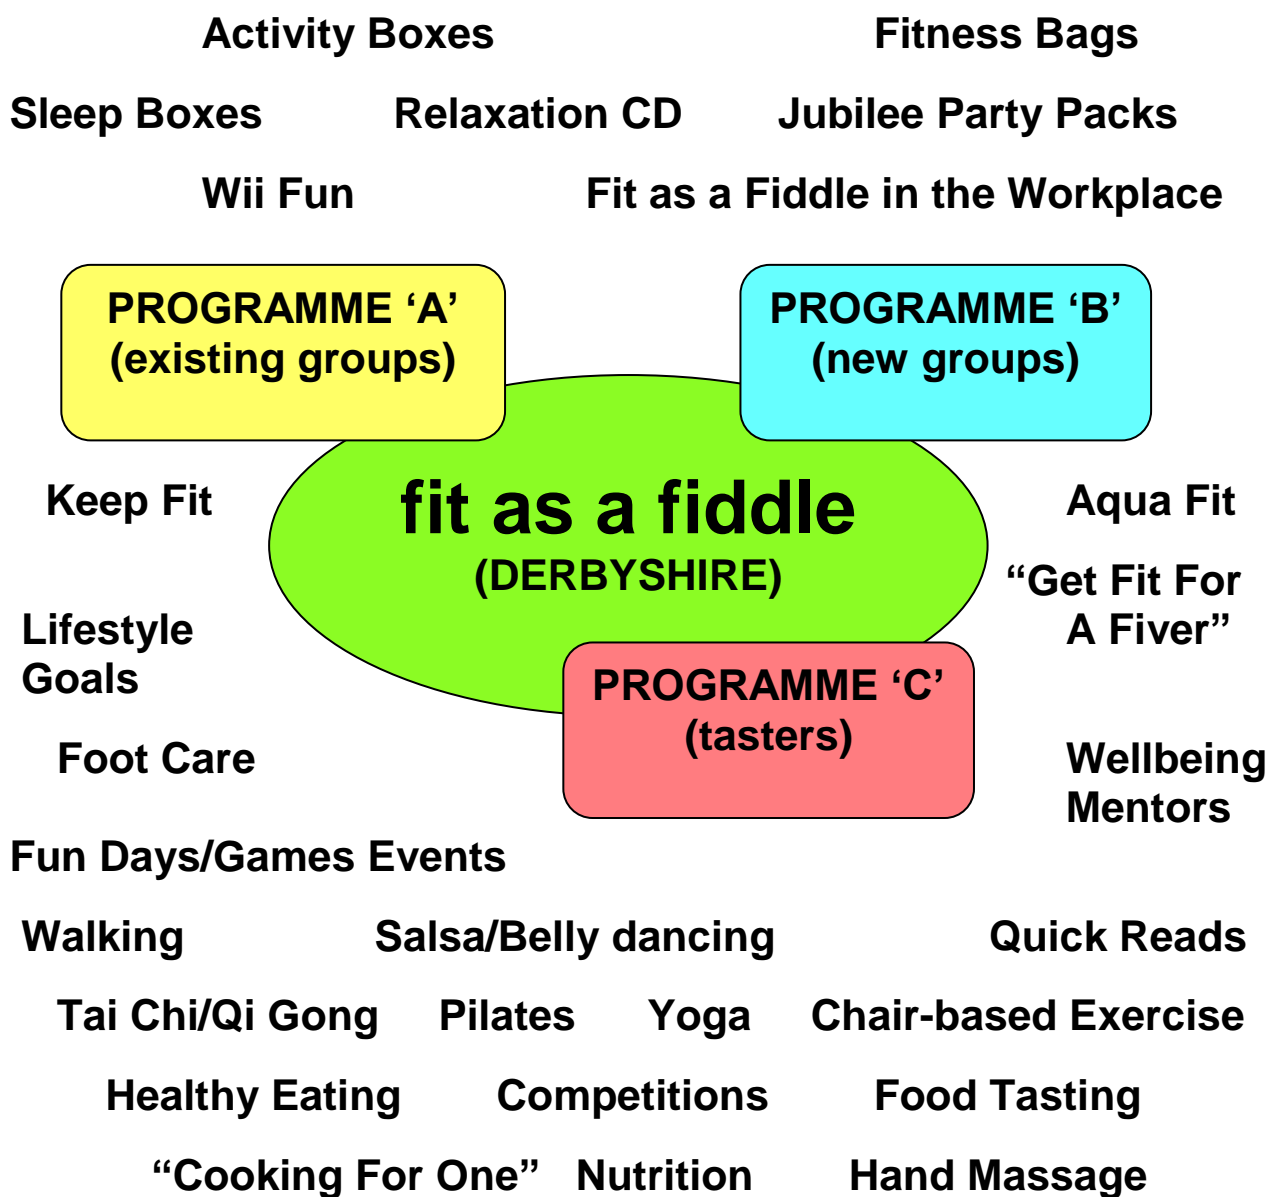 Activity Boxes Fitness Bags
Sleep Boxes Relaxation CD Jubilee Party Packs
Wii Fun Fit as a Fiddle in the Workplace
PROGRAMME ‘A’
(existing groups)
PROGRAMME ‘B’
(new groups)
Keep Fit
fit as a fiddle
(DERBYSHIRE)
Aqua Fit
“Get Fit For
A Fiver”
Lifestyle
Goals
PROGRAMME ‘C’
(tasters)
Foot Care
Wellbeing
Mentors
Fun Days/Games Events
Walking Salsa/Belly dancing Quick Reads
Tai Chi/Qi Gong Pilates Yoga Chair-based Exercise
Healthy Eating Competitions Food Tasting
“Cooking For One” Nutrition Hand Massage